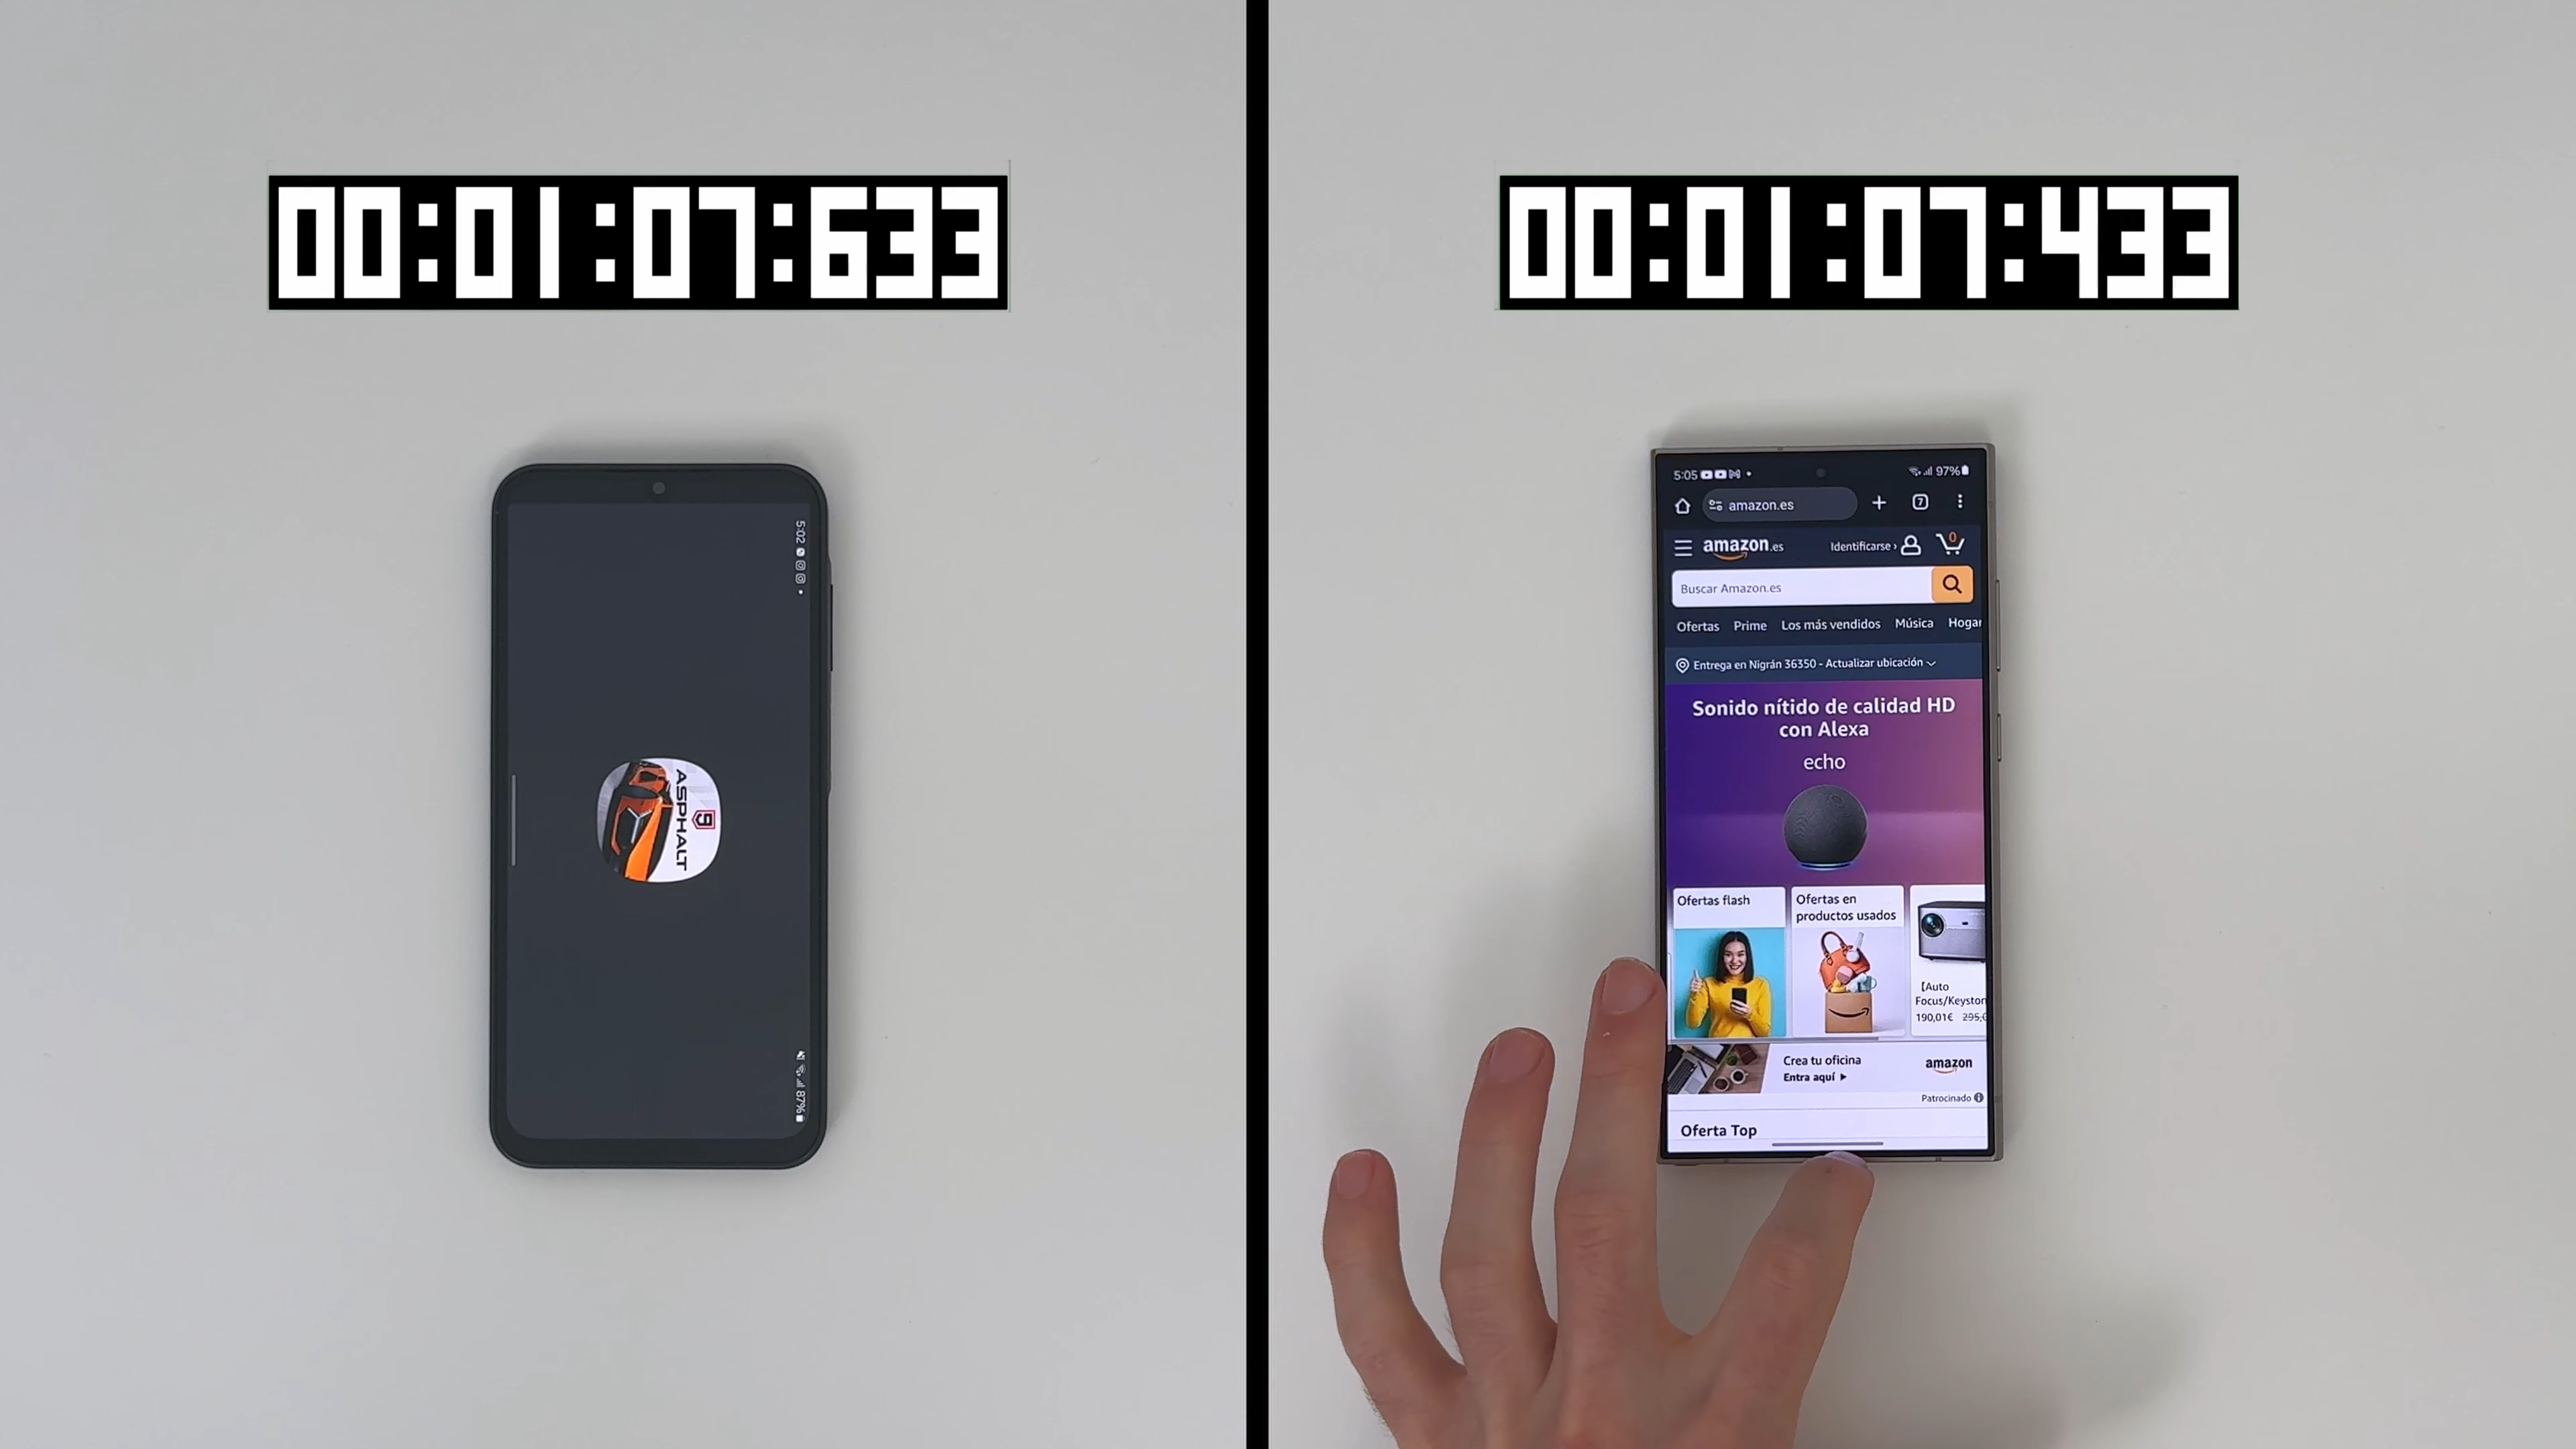 00:01:07:633
5:02
87%
9
ASPHALT
00:01:07:433
5:05
97%
amazon.es
7
amazon.es
Identificarse ›
0
Buscar Amazon.es
Ofertas Prime Los más vendidos Música Hogar
Entrega en Nigrán 36350 - Actualizar ubicación
Sonido nítido de calidad HD
con Alexa
echo
Ofertas flash
Ofertas en
productos usados
【Auto
Focus/Keyston
190,01€ 295,
Crea tu oficina
Entra aquí ▶
amazon
Patrocinado
Oferta Top